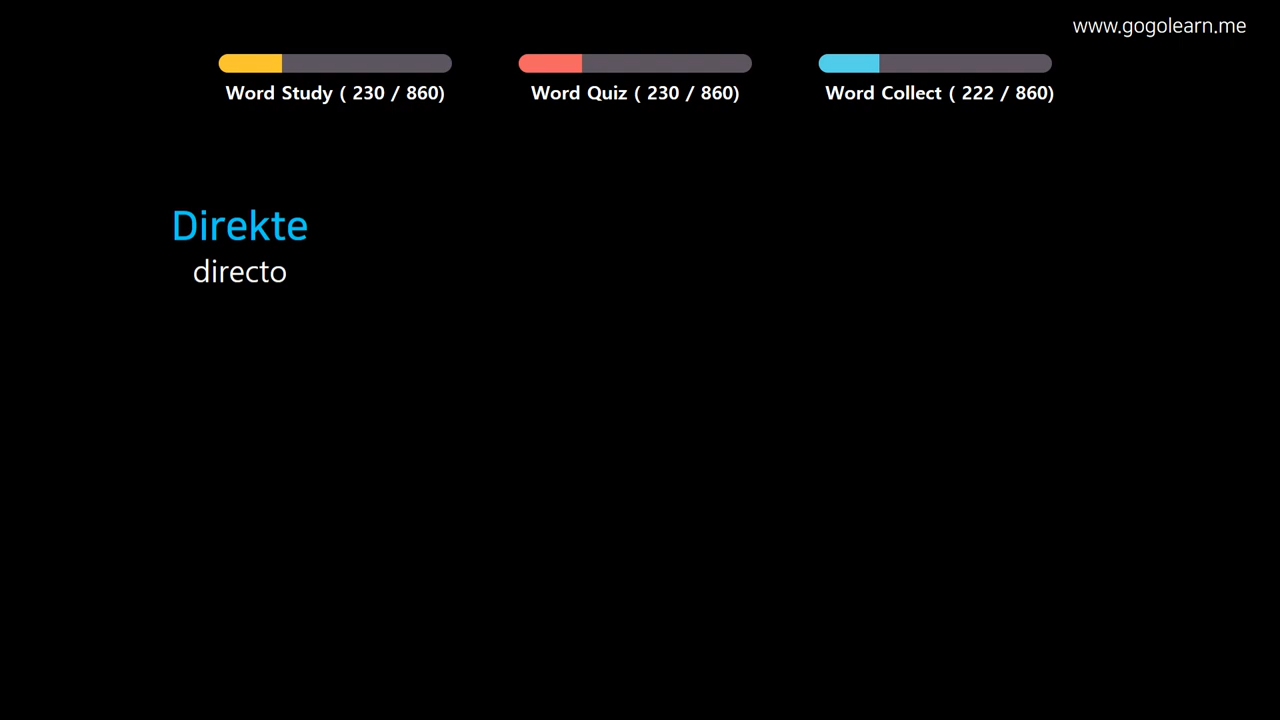 www.gogolearn.me
Word Study ( 230 / 860)
Word Quiz ( 230 / 860)
Word Collect ( 222 / 860)
Direkte
directo